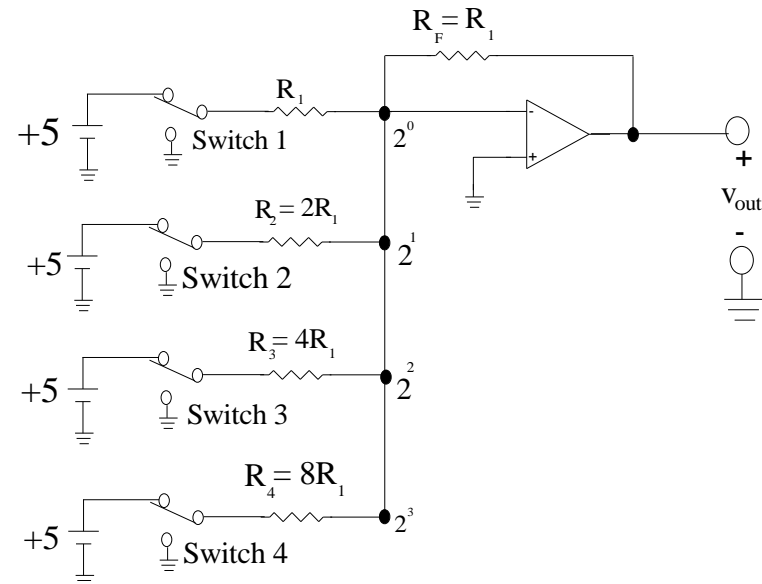 R_F = R_1
R_1
+5
Switch 1
2^0
-
+
+
v_out
-
R_2 = 2R_1
+5
Switch 2
2^1
R_3 = 4R_1
+5
Switch 3
2^2
R_4 = 8R_1
+5
Switch 4
2^3